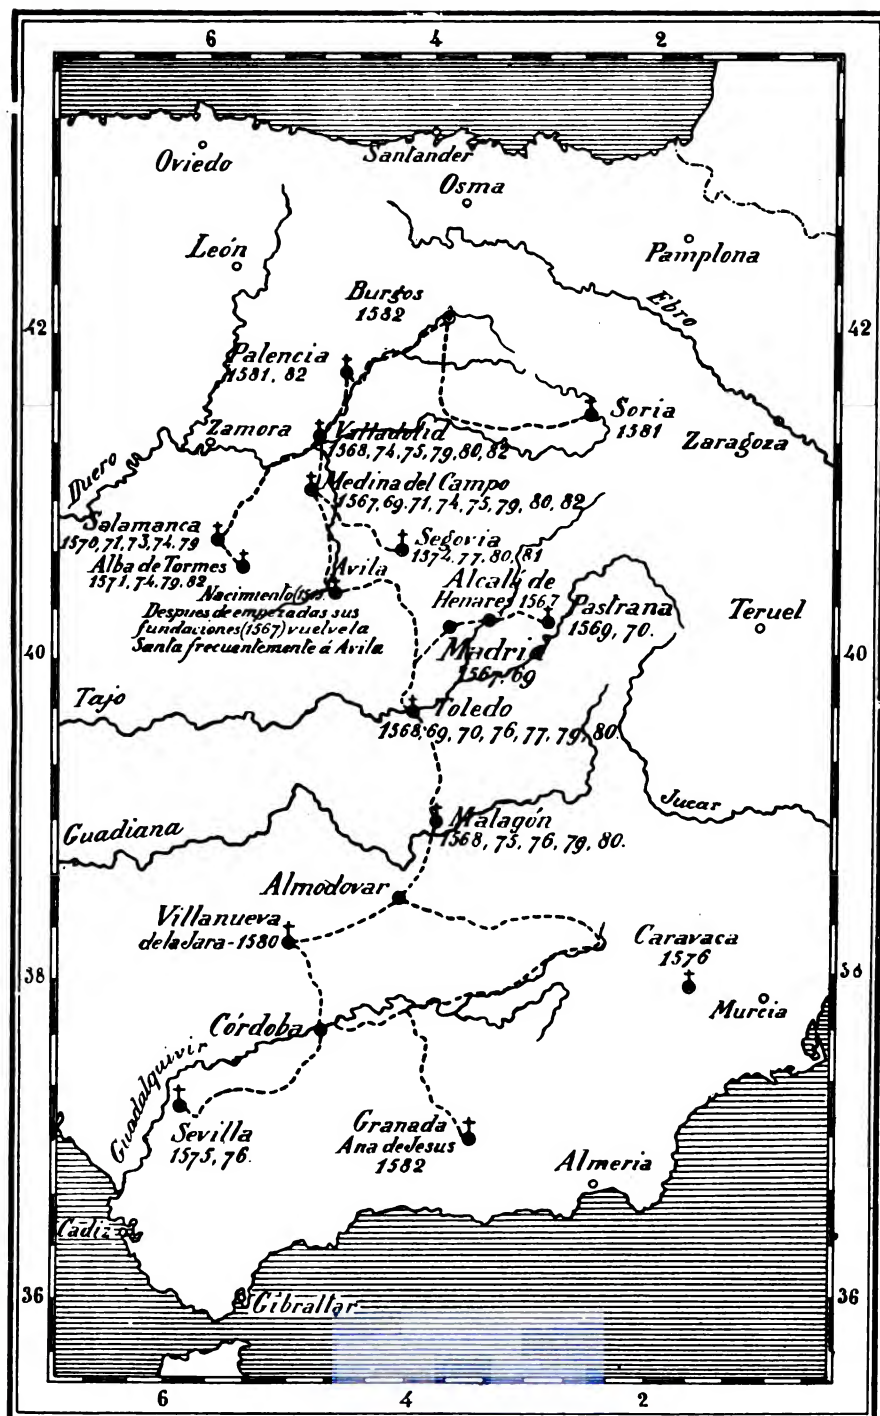 6 4 2
Oviedo
Santander
Osma
León
Pamplona
Ebro
Burgos
1582
42 42
Palencia
1581, 82
Soria
1581
Zamora
Valladolid
1568, 74, 75, 79, 80, 82
Zaragoza
Duero
Medina del Campo
1567, 69. 71, 74, 75, 79, 80, 82
Salamanca
1570, 71, 73, 74, 79
Segovia
1574, 77, 80, 81
Alba de Tormes
1571, 74, 79, 82
Avila
Nacimiento
Despues de empezadas sus
fundaciones (1567) vuelve la
Santa frecuentemente á Avila
Alcalá de
Henares 1567
Pastrana
1569, 70.
Teruel
Madrid
1567, 69
40 40
Tajo
Toledo
1568, 69, 70, 76, 77, 79, 80.
Jucar
Guadiana
Malagón
1568, 75, 76, 79, 80.
Almodovar
Villanueva
de la Jara - 1580
Caravaca
1576
38 38
Murcia
Córdoba
Guadalquivir
Sevilla
1575, 76.
Granada
Ana de Jesus
1582
Almeria
Cadiz
36 36
Gibraltar
6 4 2